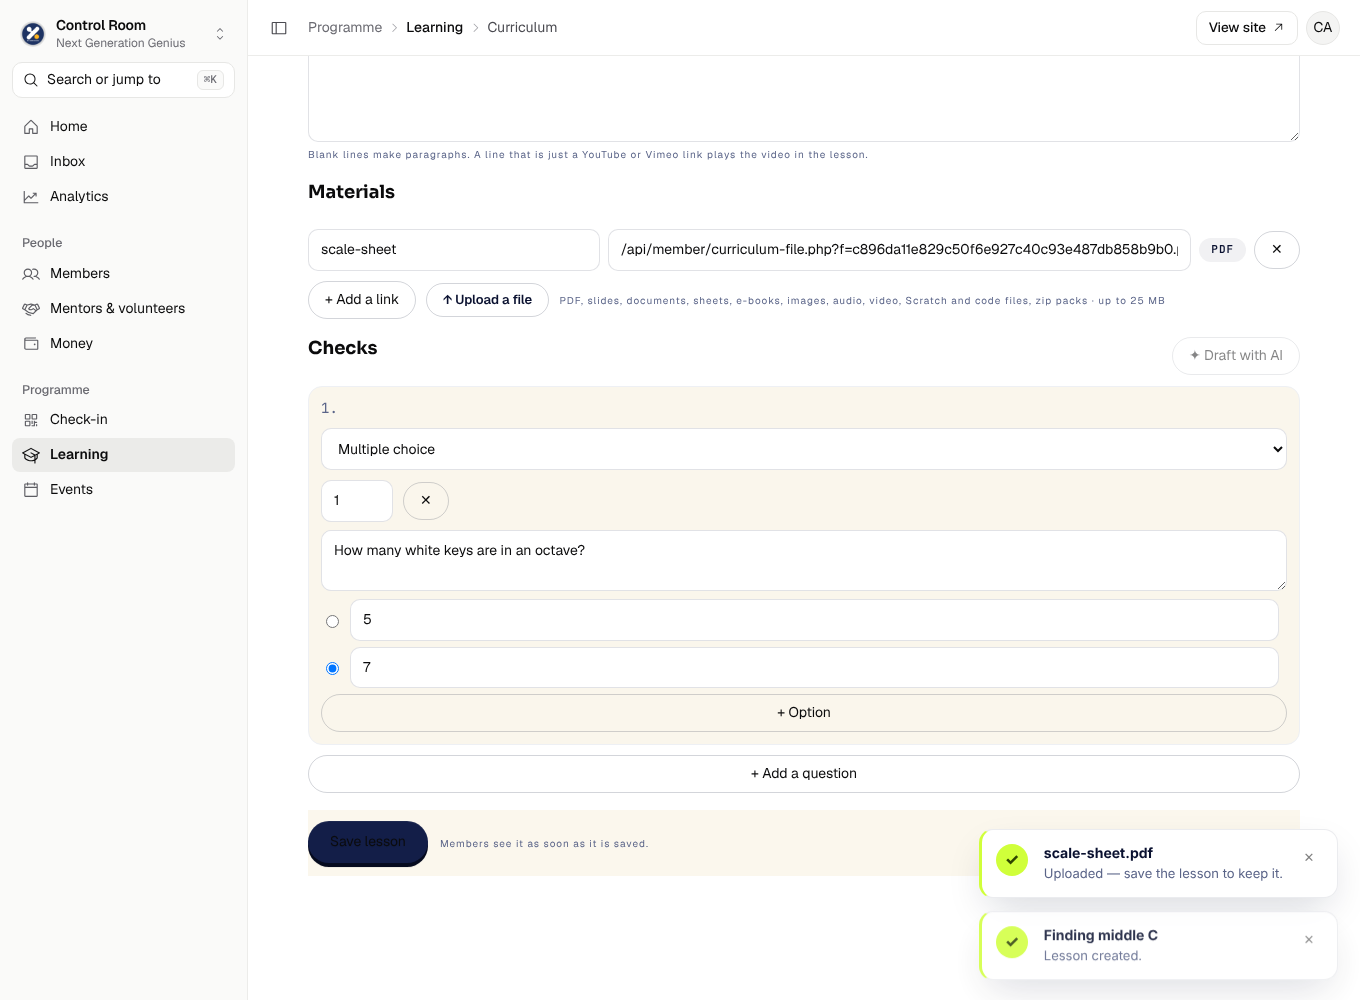 Control Room
Next Generation Genius
Search or jump to
⌘K
Home
Inbox
Analytics
People
Members
Mentors & volunteers
Money
Programme
Check-in
Learning
Events
Programme > Learning > Curriculum
View site ↗
CA
Blank lines make paragraphs. A line that is just a YouTube or Vimeo link plays the video in the lesson.
Materials
scale-sheet
/api/member/curriculum-file.php?f=c896da11e829c50f6e927c40c93e487db858b9b0.
PDF
✕
+ Add a link
↑ Upload a file
PDF, slides, documents, sheets, e-books, images, audio, video, Scratch and code files, zip packs · up to 25 MB
Checks
✦ Draft with AI
1.
Multiple choice
1
✕
How many white keys are in an octave?
5
7
+ Option
+ Add a question
Save lesson
Members see it as soon as it is saved.
scale-sheet.pdf
Uploaded — save the lesson to keep it.
Finding middle C
Lesson created.